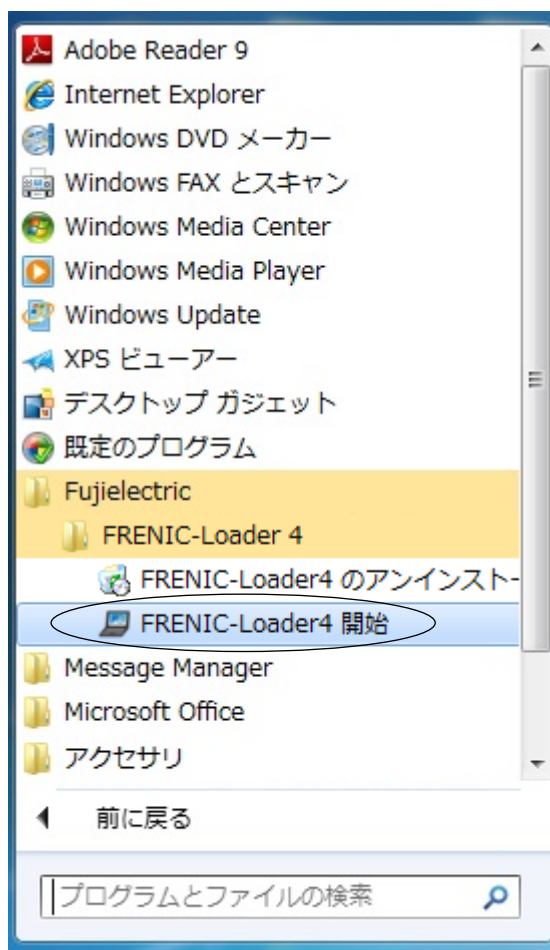 Adobe Reader 9
Internet Explorer
Windows DVD メーカー
Windows FAX とスキャン
Windows Media Center
Windows Media Player
Windows Update
XPS ビューアー
デスクトップ ガジェット
既定のプログラム
Fujielectric
FRENIC-Loader 4
FRENIC-Loader4 のアンインスト-
FRENIC-Loader4 開始
Message Manager
Microsoft Office
アクセサリ
前に戻る
プログラムとファイルの検索